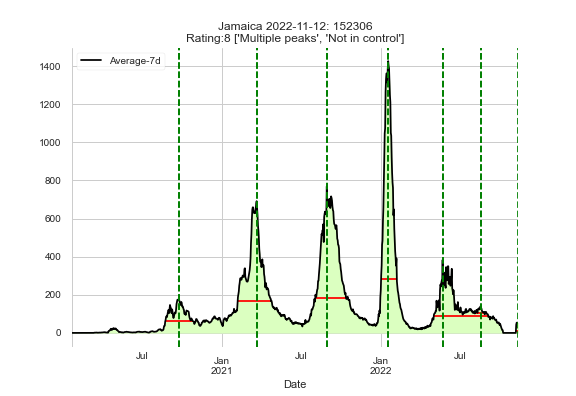 Jamaica 2022-11-12: 152306
Rating:8 ['Multiple peaks', 'Not in control']
Average-7d
1400
1200
1000
800
600
400
200
0
Jul
Jan
2021
Jul
Jan
2022
Jul
Date